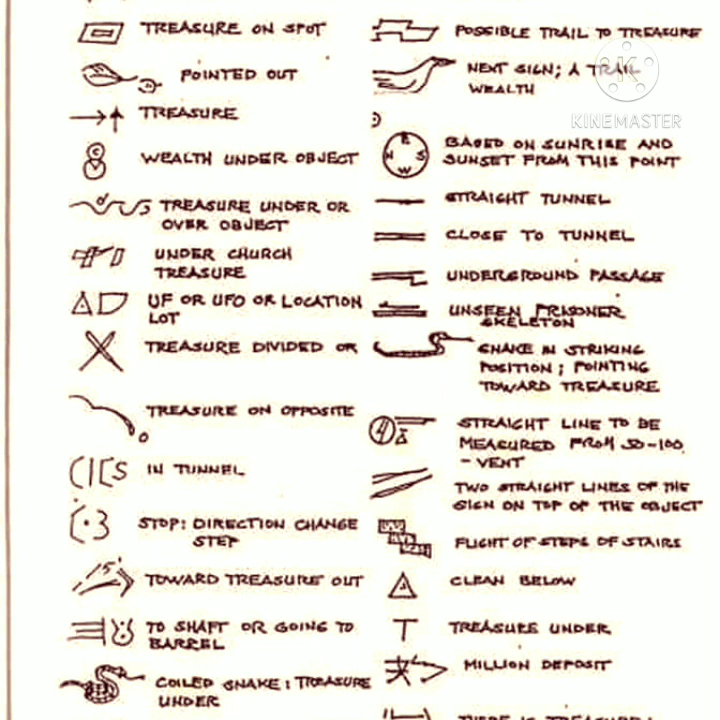 TREASURE ON SPOT
POINTED OUT
TREASURE
WEALTH UNDER OBJECT
TREASURE UNDER OR
OVER OBJECT
UNDER CHURCH
TREASURE
UF OR UFO OR LOCATION
LOT
TREASURE DIVIDED OR
TREASURE ON OPPOSITE
IN TUNNEL
STOP: DIRECTION CHANGE
STEP
TOWARD TREASURE OUT
TO SHAFT OR GOING TO
BARREL
COILED SNAKE: TREASURE
UNDER
POSSIBLE TRAIL TO TREASURE
NEXT SIGN; A TRAIL
WEALTH
KINEMASTER
E
N S
W
BASED ON SUNRISE AND
SUNSET FROM THIS POINT
STRAIGHT TUNNEL
CLOSE TO TUNNEL
UNDERGROUND PASSAGE
UNSEEN PRISONER
SKELETON
SNAKE IN STRIKING
POSITION; POINTING
TOWARD TREASURE
STRAIGHT LINE TO BE
MEASURED FROM 50-100
- VENT
TWO STRAIGHT LINES OF THE
SIGN ON TOP OF THE OBJECT
FLIGHT OF STEPS OF STAIRS
CLEAN BELOW
T TREASURE UNDER
MILLION DEPOSIT
THERE IS TREASURE